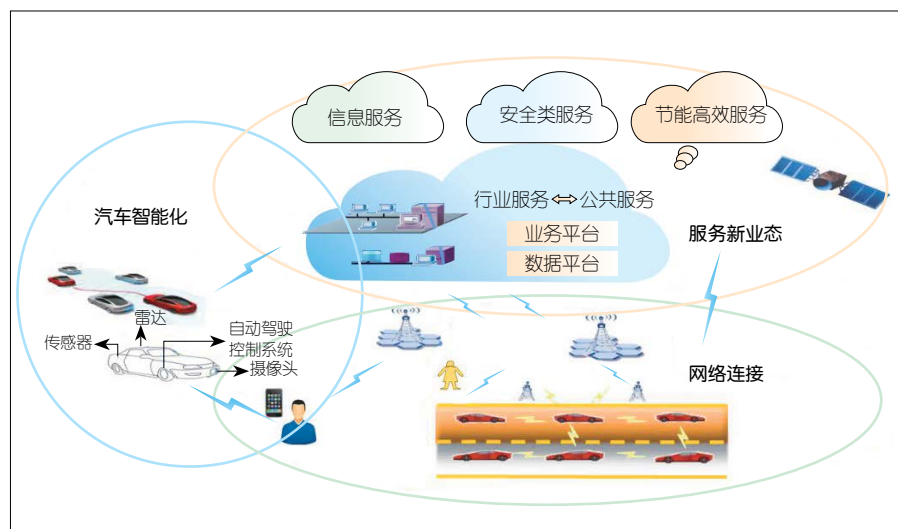 信息服务
安全类服务
节能高效服务
行业服务⇔公共服务
汽车智能化
业务平台
服务新业态
数据平台
雷达
传感器
自动驾驶
控制系统
摄像头
网络连接